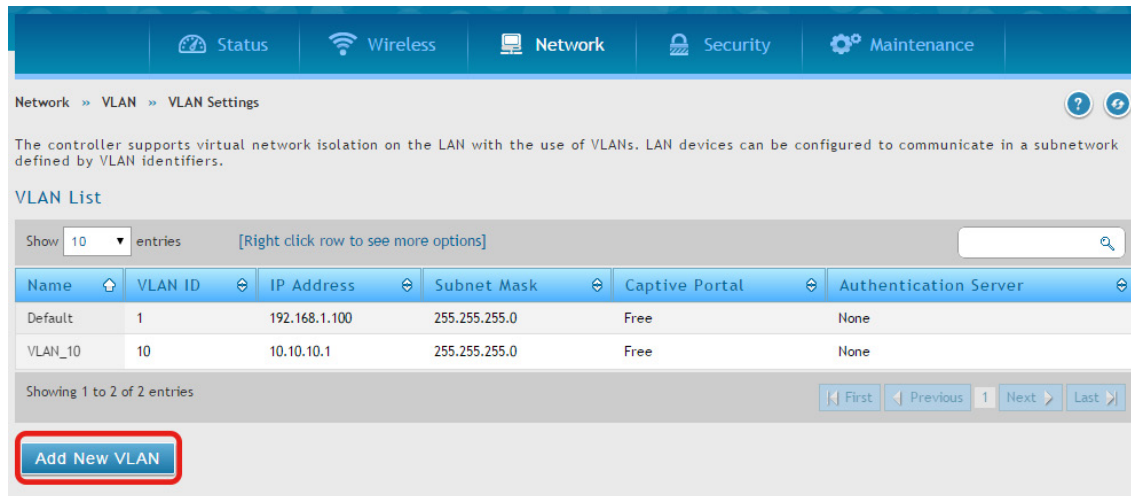 Status Wireless Network Security Maintenance
Network » VLAN » VLAN Settings
The controller supports virtual network isolation on the LAN with the use of VLANs. LAN devices can be configured to communicate in a subnetwork
defined by VLAN identifiers.
VLAN List
Show 10 entries [Right click row to see more options]
Name VLAN ID IP Address Subnet Mask Captive Portal Authentication Server
Default 1 192.168.1.100 255.255.255.0 Free None
VLAN_10 10 10.10.10.1 255.255.255.0 Free None
Showing 1 to 2 of 2 entries First Previous 1 Next Last
Add New VLAN